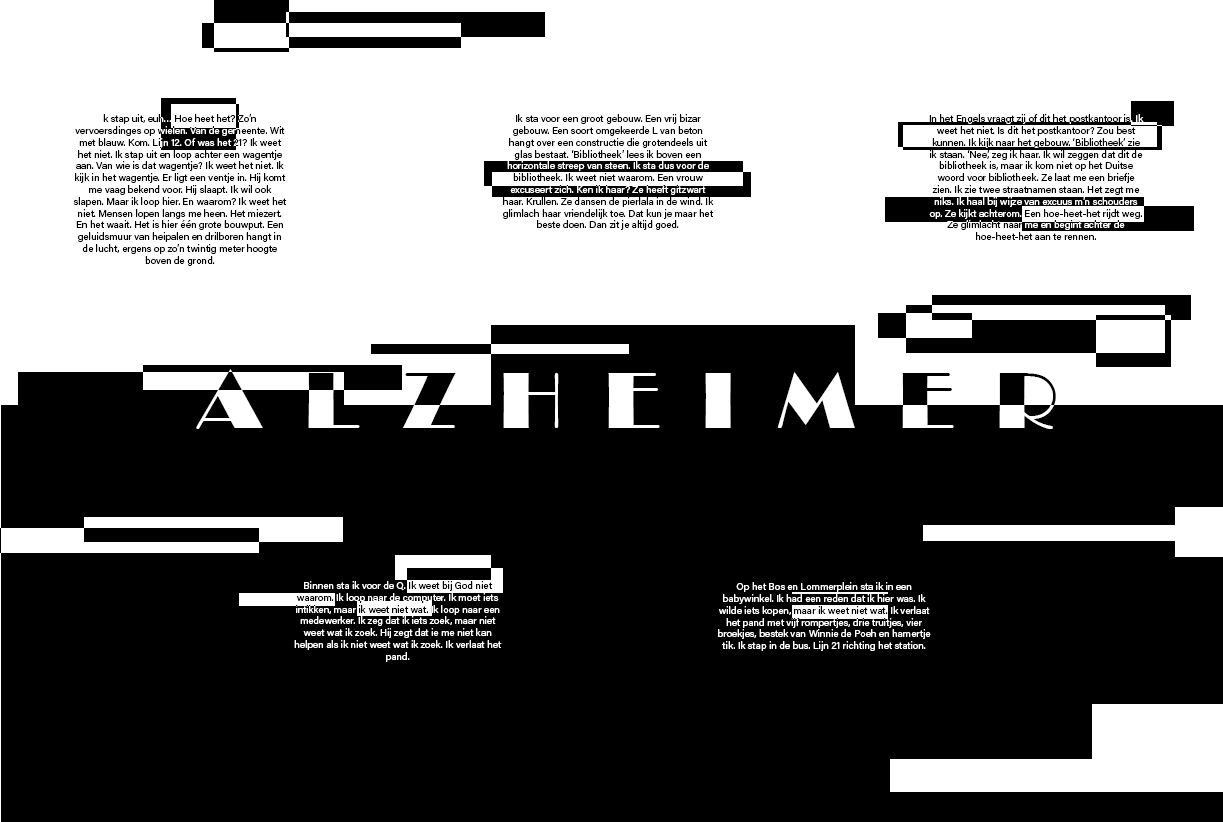 k stap uit, euh... Hoe heet het? Zo'n
vervoersdinges op wielen. Van de gemeente. Wit
met blauw. Kom. Lijn 12. Of was het 21? Ik weet
het niet. Ik stap uit en loop achter een wagentje
aan. Van wie is dat wagentje? Ik weet het niet. Ik
kijk in het wagentje. Er ligt een ventje in. Hij komt
me vaag bekend voor. Hij slaapt. Ik wil ook
slapen. Maar ik loop hier. En waarom? Ik weet het
niet. Mensen lopen langs me heen. Het miezert.
En het waait. Het is hier één grote bouwput. Een
geluidsmuur van heipalen en drilboren hangt in
de lucht, ergens op zo'n twintig meter hoogte
boven de grond.
Ik sta voor een groot gebouw. Een vrij bizar
gebouw. Een soort omgekeerde L van beton
hangt over een constructie die grotendeels uit
glas bestaat. 'Bibliotheek' lees ik boven een
horizontale streep van steen. Ik sta dus voor de
bibliotheek. Ik weet niet waarom. Een vrouw
excuseert zich. Ken ik haar? Ze heeft gitzwart
haar. Krullen. Ze dansen de pierlala in de wind. Ik
glimlach haar vriendelijk toe. Dat kun je maar het
beste doen. Dan zit je altijd goed.
In het Engels vraagt zij of dit het postkantoor is. Ik
weet het niet. Is dit het postkantoor? Zou best
kunnen. Ik kijk naar het gebouw. 'Bibliotheek' zie
ik staan. 'Nee,' zeg ik haar. Ik wil zeggen dat dit de
bibliotheek is, maar ik kom niet op het Duitse
woord voor bibliotheek. Ze laat me een briefje
zien. Ik zie twee straatnamen staan. Het zegt me
niks. Ik haal bij wijze van excuus m'n schouders
op. Ze kijkt achterom. Een hoe-heet-het rijdt weg.
Ze glimlacht naar me en begint achter de
hoe-heet-het aan te rennen.
ALZHEIMER
Binnen sta ik voor de Q. Ik weet bij God niet
waarom. Ik loop naar de computer. Ik moet iets
intikken, maar ik weet niet wat. Ik loop naar een
medewerker. Ik zeg dat ik iets zoek, maar niet
weet wat ik zoek. Hij zegt dat ie me niet kan
helpen als ik niet weet wat ik zoek. Ik verlaat het
pand.
Op het Bos en Lommerplein sta ik in een
babywinkel. Ik had een reden dat ik hier was. Ik
wilde iets kopen, maar ik weet niet wat. Ik verlaat
het pand met vijf rompertjes, drie truitjes, vier
broekjes, bestek van Winnie de Poeh en hamertje
tik. Ik stap in de bus. Lijn 21 richting het station.